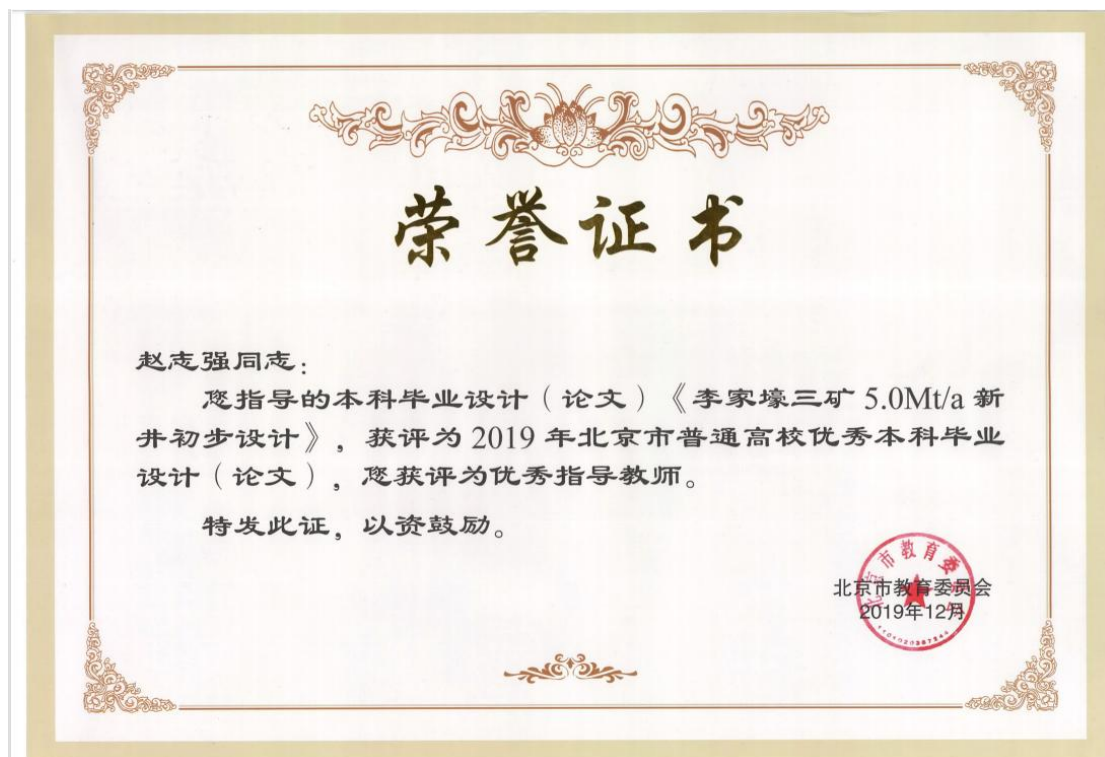 荣誉证书
赵志强同志：
您指导的本科毕业设计（论文）《李家壕三矿 5.0Mt/a 新
井初步设计》，获评为 2019 年北京市普通高校优秀本科毕业
设计（论文），您获评为优秀指导教师。
特发此证，以资鼓励。
北京市教育委员会
2019年12月